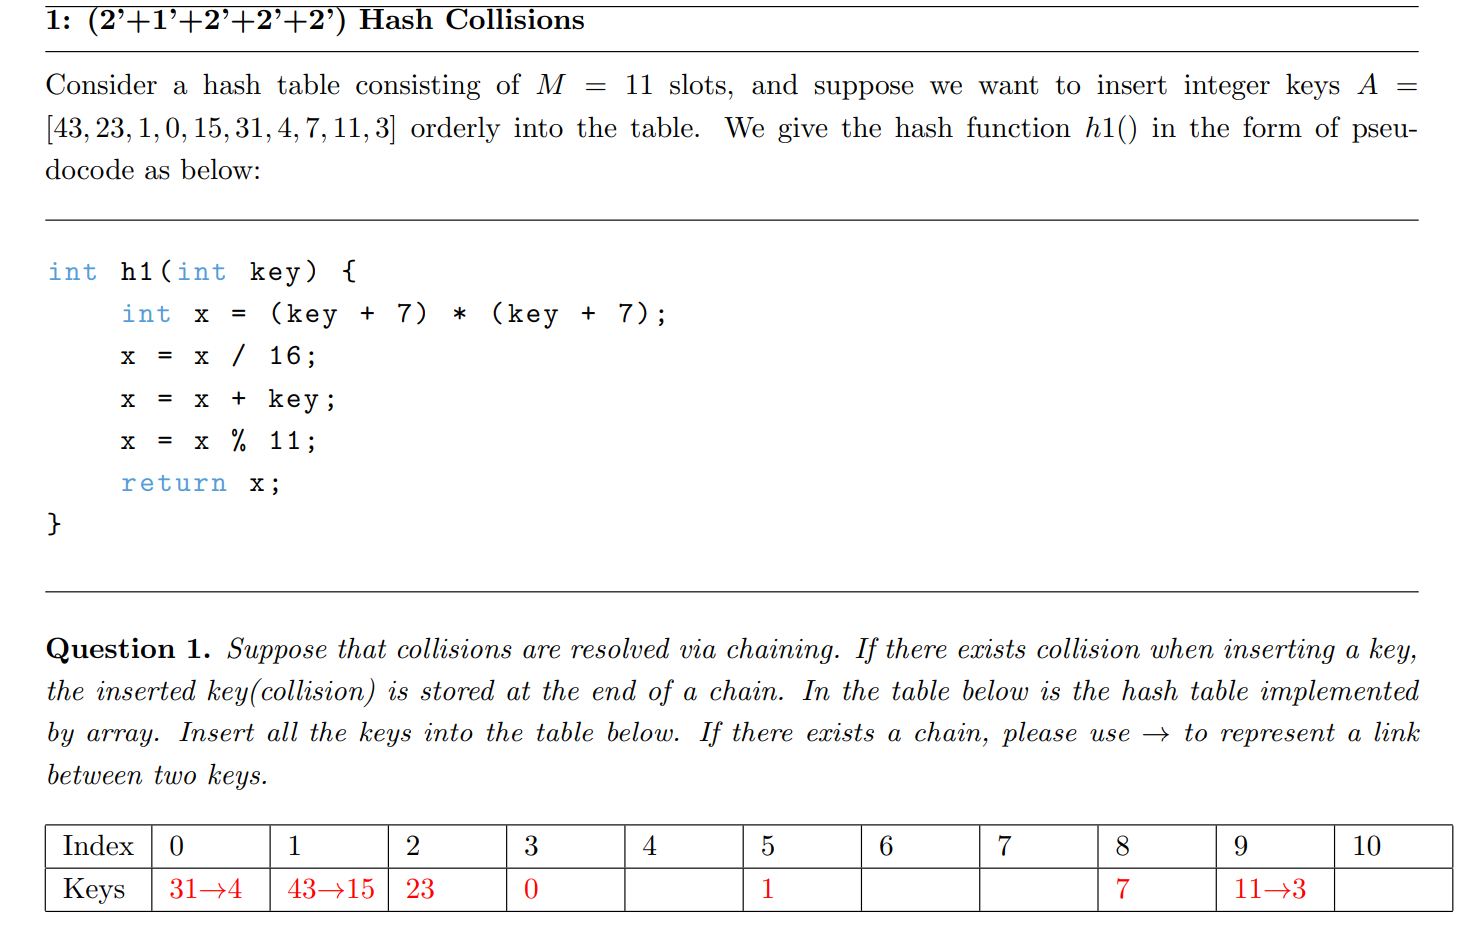 1: (2’+1’+2’+2’+2’) Hash Collisions
Consider a hash table consisting of M = 11 slots, and suppose we want to insert integer keys A =
[43, 23, 1, 0, 15, 31, 4, 7, 11, 3] orderly into the table. We give the hash function h1() in the form of pseu-
docode as below:
int h1(int key) {
    int x = (key + 7) * (key + 7);
    x = x / 16;
    x = x + key;
    x = x % 11;
    return x;
}
Question 1. Suppose that collisions are resolved via chaining. If there exists collision when inserting a key,
the inserted key(collision) is stored at the end of a chain. In the table below is the hash table implemented
by array. Insert all the keys into the table below. If there exists a chain, please use → to represent a link
between two keys.
Index 0 1 2 3 4 5 6 7 8 9 10
Keys 31→4 43→15 23 0 1 7 11→3